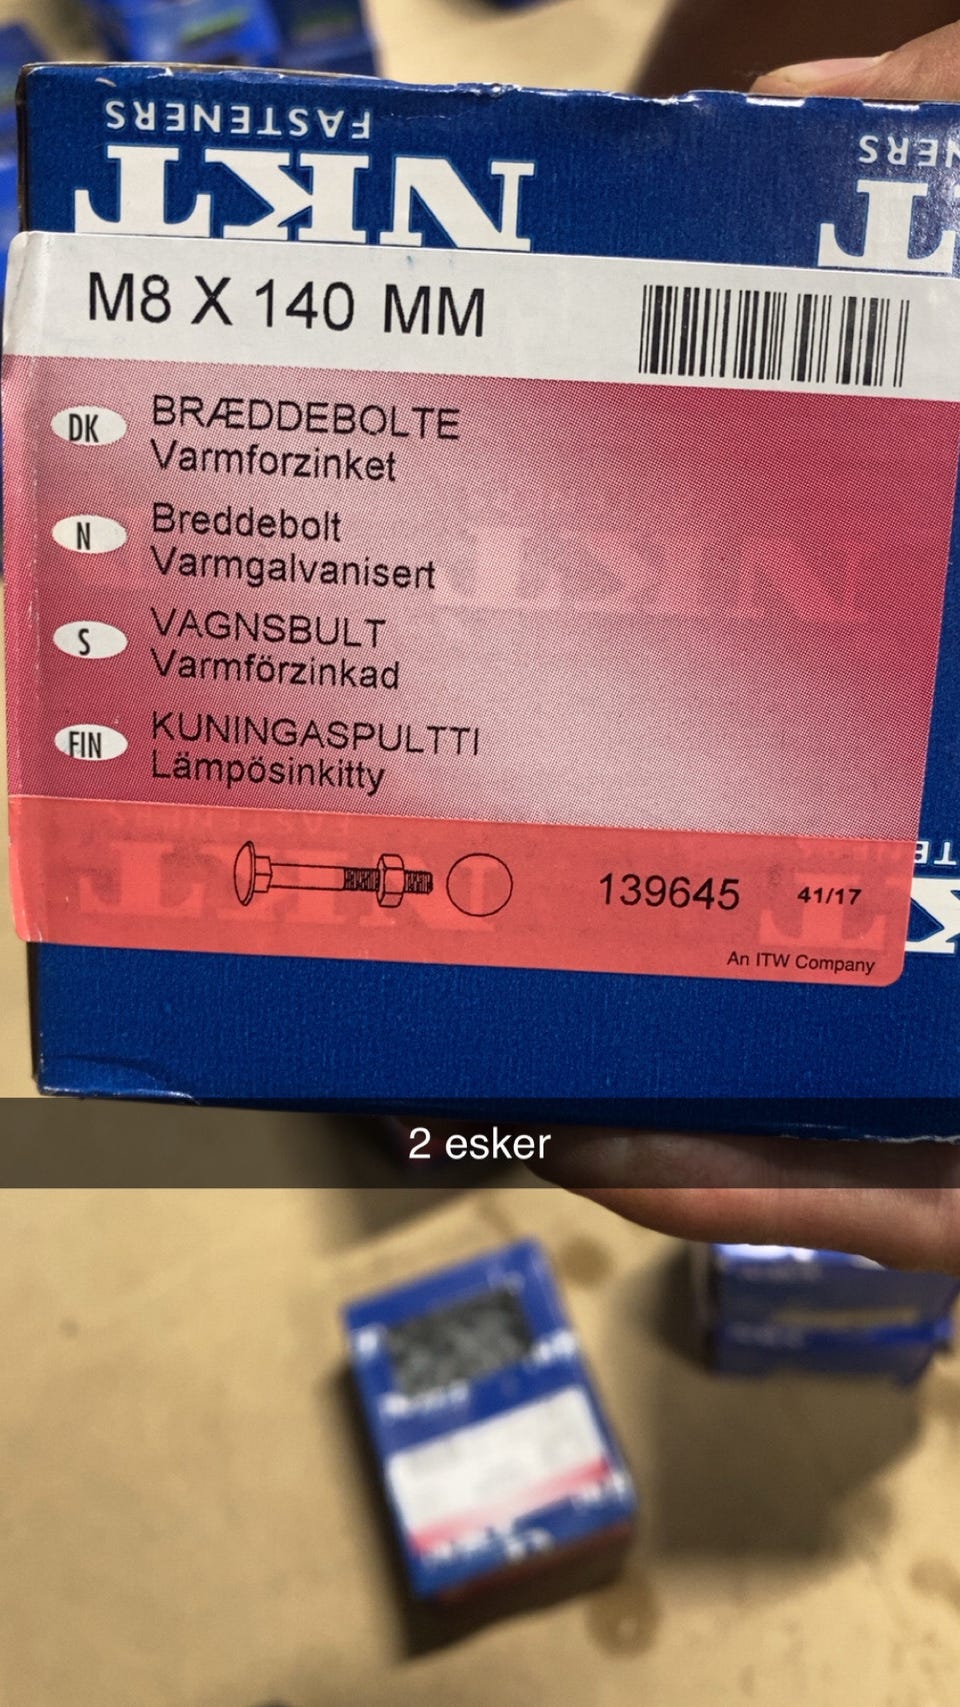 FASTENERS
NKT
M8 X 140 MM
DK
BRÆDDEBOLTE
Varmforzinket
N
Breddebolt
Varmgalvanisert
S
VAGNSBULT
Varmförzinkad
FIN
KUNINGASPULTTI
Lämpösinkitty
139645
41/17
An ITW Company
2 esker